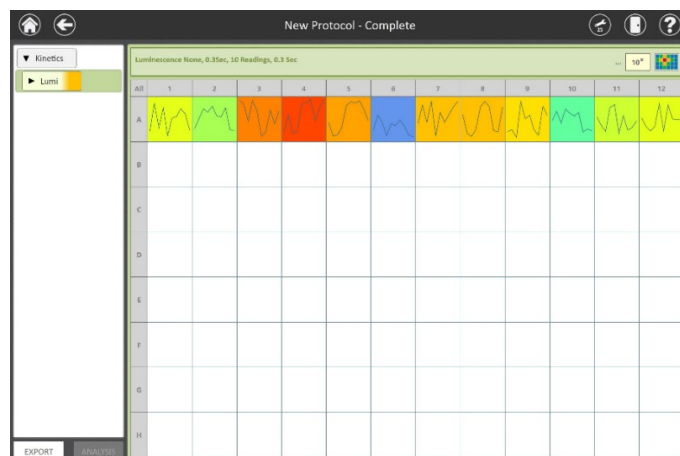 New Protocol - Complete
?
▼ Kinetics
► Lumi
Luminescence None, 0.3Sec, 10 Readings, 0.3 Sec
10ˣ
All 1 2 3 4 5 6 7 8 9 10 11 12
A
B
C
D
E
F
G
H
EXPORT ANALYSIS